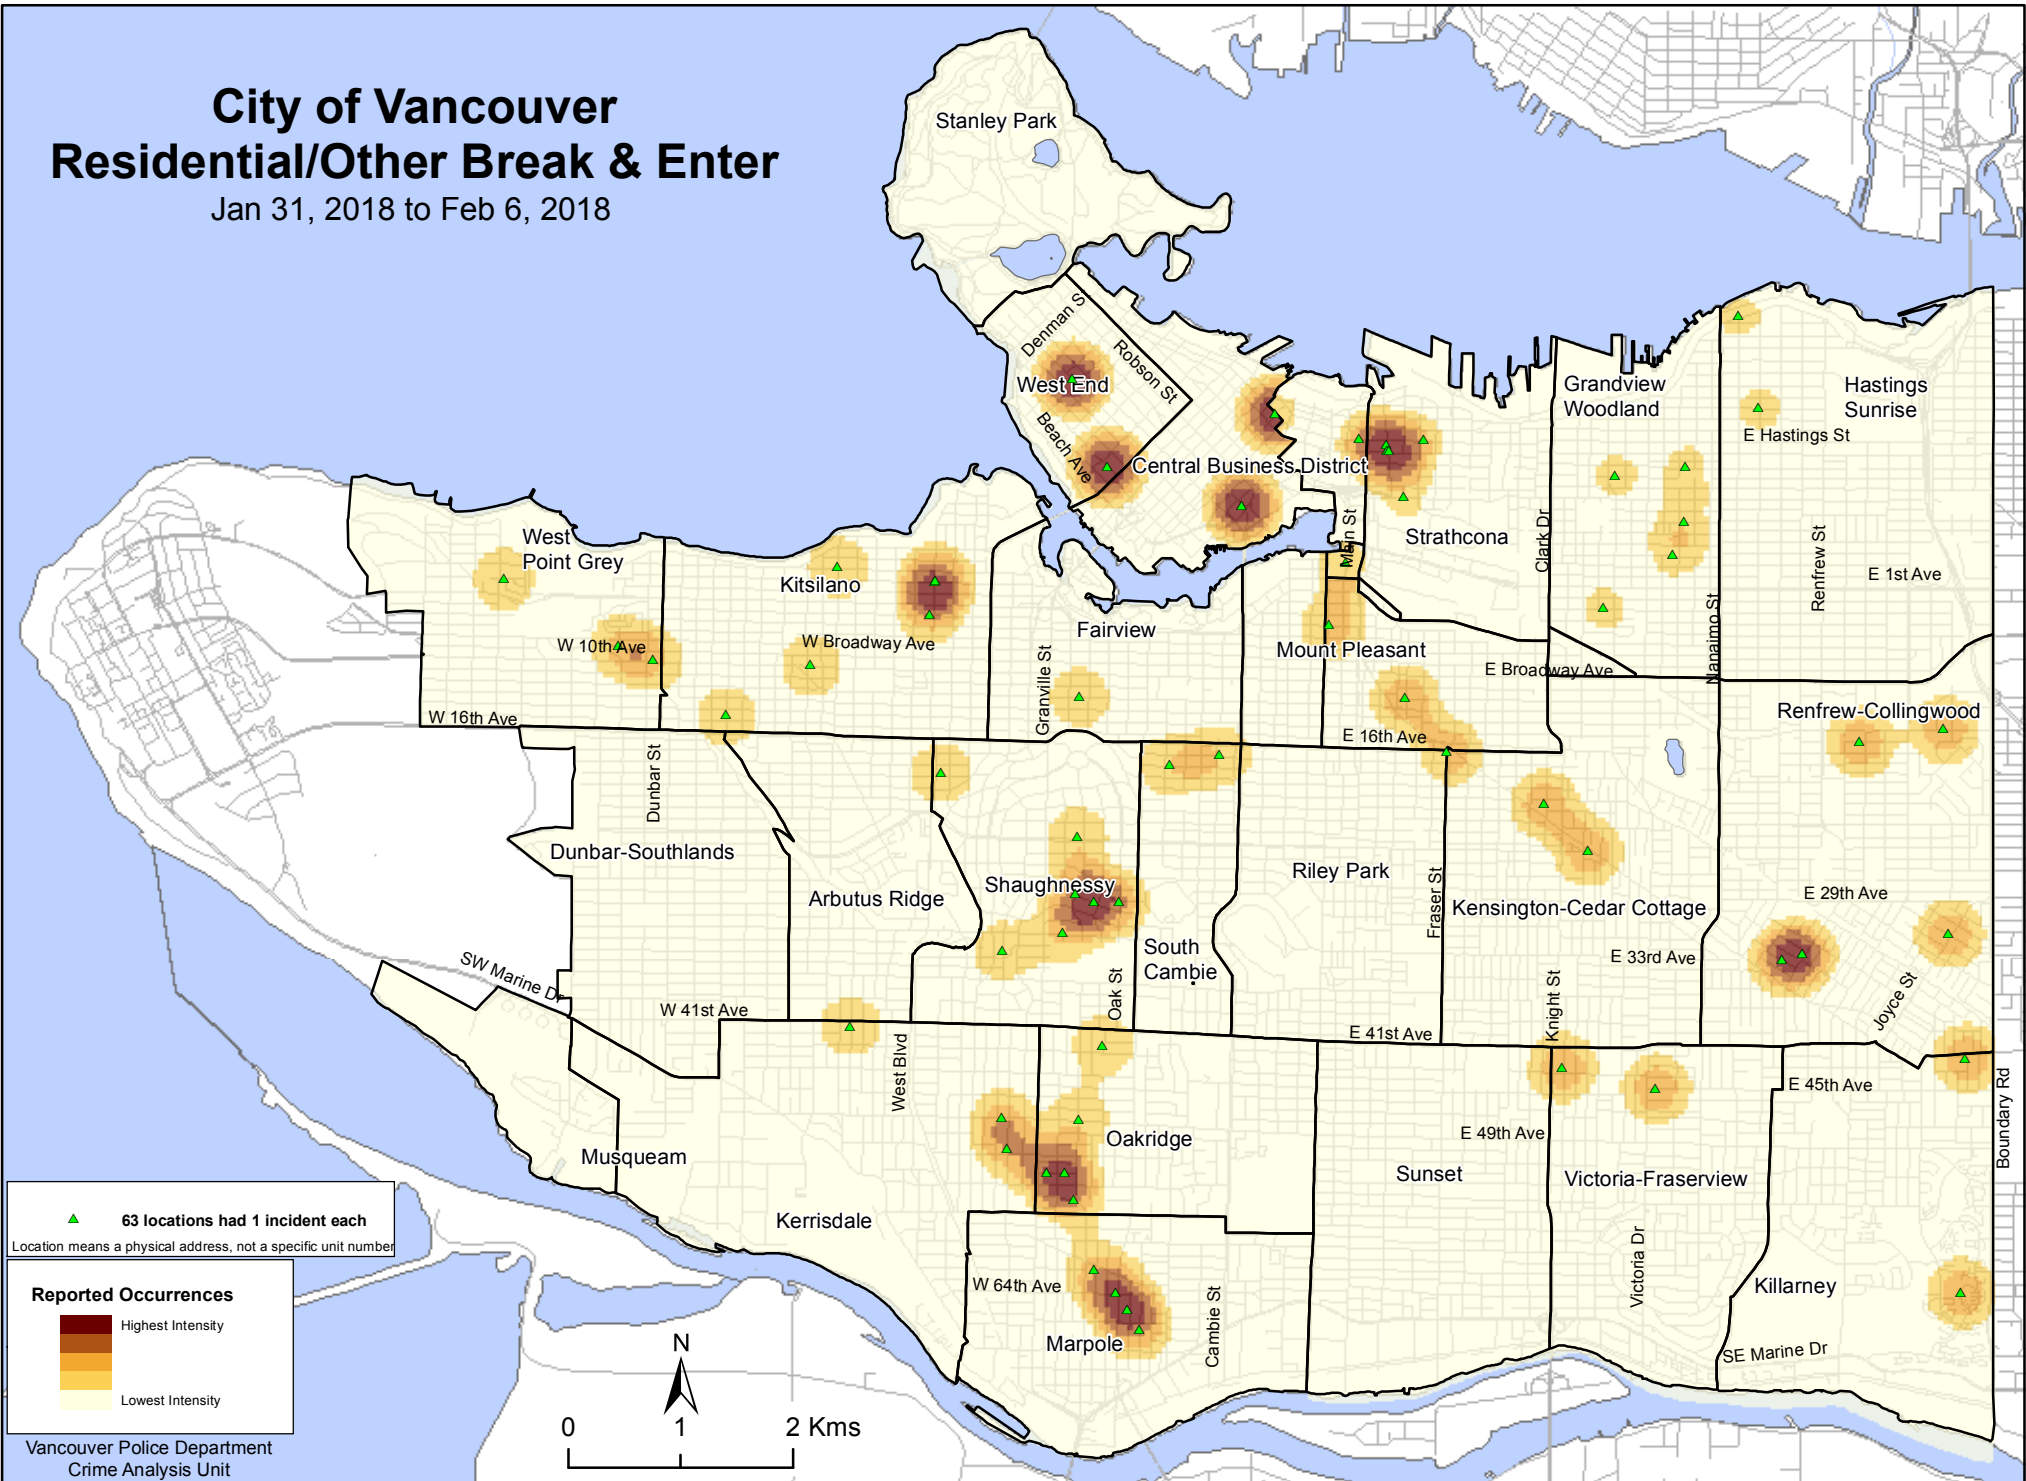 City of Vancouver
Residential/Other Break & Enter
Jan 31, 2018 to Feb 6, 2018
Stanley Park
Denman S
Robson St
West End
Beach Ave
Central Business District
Grandview
Woodland
Hastings
Sunrise
E Hastings St
Strathcona
Main St
Clark Dr
Nanaimo St
Renfrew St
E 1st Ave
West
Point Grey
Kitsilano
W 10th Ave
W Broadway Ave
Fairview
Granville St
Mount Pleasant
E Broadway Ave
W 16th Ave
E 16th Ave
Renfrew-Collingwood
Dunbar St
Dunbar-Southlands
Arbutus Ridge
Shaughnessy
Riley Park
Fraser St
Kensington-Cedar Cottage
E 29th Ave
South
Cambie
Oak St
E 33rd Ave
Knight St
Joyce St
SW Marine Dr
W 41st Ave
E 41st Ave
West Blvd
E 45th Ave
Boundary Rd
Musqueam
Oakridge
E 49th Ave
Sunset
Victoria-Fraserview
Kerrisdale
Victoria Dr
Killarney
W 64th Ave
Marpole
Cambie St
SE Marine Dr
63 locations had 1 incident each
Location means a physical address, not a specific unit number
Reported Occurrences
Highest Intensity
Lowest Intensity
Vancouver Police Department
Crime Analysis Unit
N
0 1 2 Kms